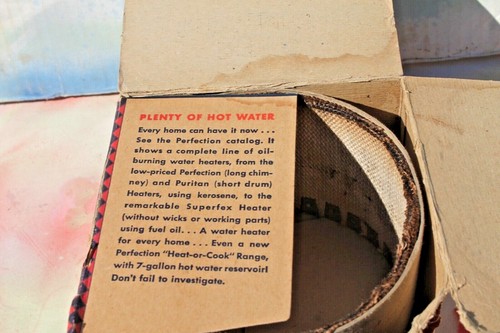 PLENTY OF HOT WATER
Every home can have it now . . .
See the Perfection catalog. It
shows a complete line of oil-
burning water heaters, from the
low-priced Perfection (long chim-
ney) and Puritan (short drum)
Heaters, using kerosene, to the
remarkable Superfex Heater
(without wicks or working parts)
using fuel oil . . . A water heater
for every home . . . Even a new
Perfection "Heat-or-Cook" Range,
with 7-gallon hot water reservoir!
Don't fail to investigate.